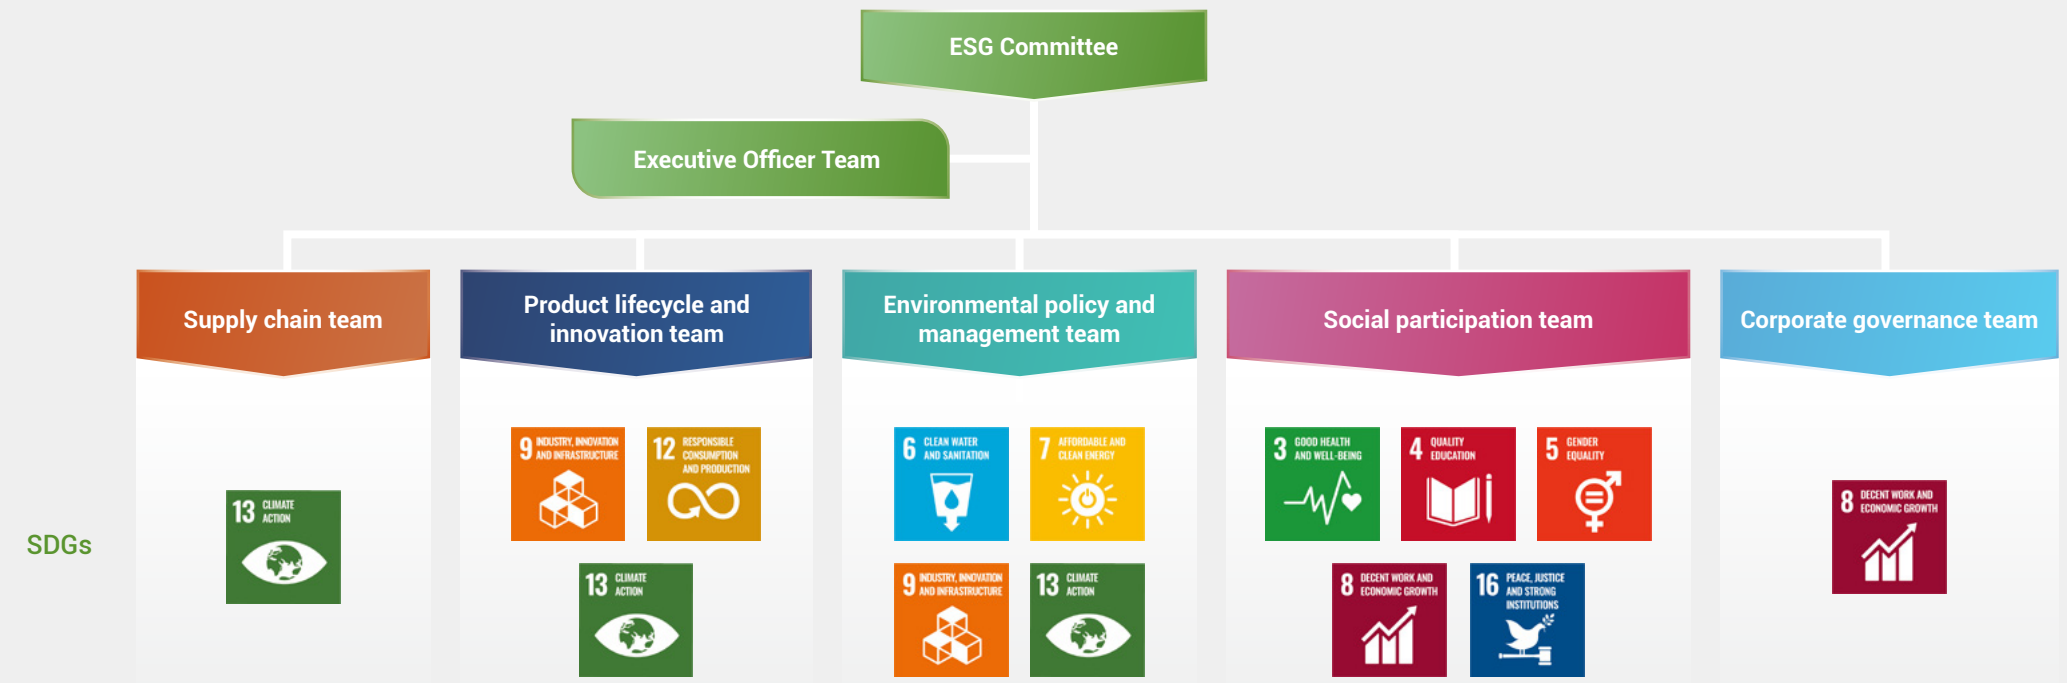 ESG Committee
Executive Officer Team
Supply chain team
Product lifecycle and
innovation team
Environmental policy and
management team
Social participation team
Corporate governance team
SDGs
13 CLIMATE
ACTION
9 INDUSTRY, INNOVATION
AND INFRASTRUCTURE
12 RESPONSIBLE
CONSUMPTION
AND PRODUCTION
13 CLIMATE
ACTION
6 CLEAN WATER
AND SANITATION
7 AFFORDABLE AND
CLEAN ENERGY
9 INDUSTRY, INNOVATION
AND INFRASTRUCTURE
13 CLIMATE
ACTION
3 GOOD HEALTH
AND WELL-BEING
4 QUALITY
EDUCATION
5 GENDER
EQUALITY
8 DECENT WORK AND
ECONOMIC GROWTH
16 PEACE, JUSTICE
AND STRONG
INSTITUTIONS
8 DECENT WORK AND
ECONOMIC GROWTH